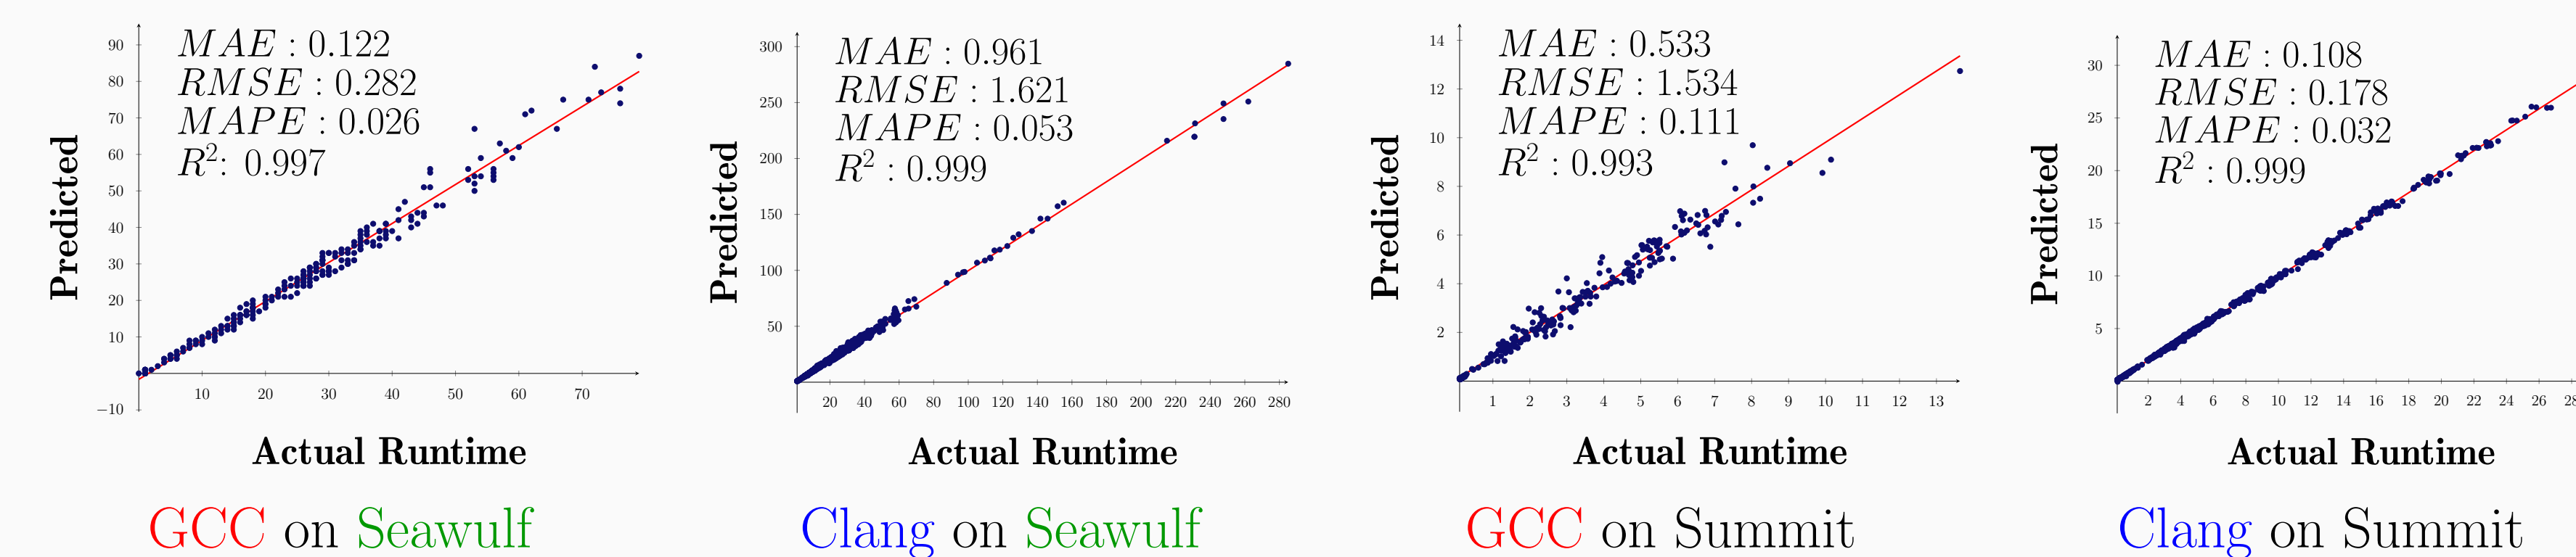 90
80
70
60
50
40
30
20
10
−10
10 20 30 40 50 60 70
MAE : 0.122
RMSE : 0.282
MAPE : 0.026
R²: 0.997
Predicted
Actual Runtime
GCC on Seawulf
300
250
200
150
100
50
20 40 60 80 100 120 140 160 180 200 220 240 260 280
MAE : 0.961
RMSE : 1.621
MAPE : 0.053
R² : 0.999
Predicted
Actual Runtime
Clang on Seawulf
14
12
10
8
6
4
2
1 2 3 4 5 6 7 8 9 10 11 12 13
MAE : 0.533
RMSE : 1.534
MAPE : 0.111
R² : 0.993
Predicted
Actual Runtime
GCC on Summit
30
25
20
15
10
5
2 4 6 8 10 12 14 16 18 20 22 24 26
MAE : 0.108
RMSE : 0.178
MAPE : 0.032
R² : 0.999
Predicted
Actual Runtime
Clang on Summit